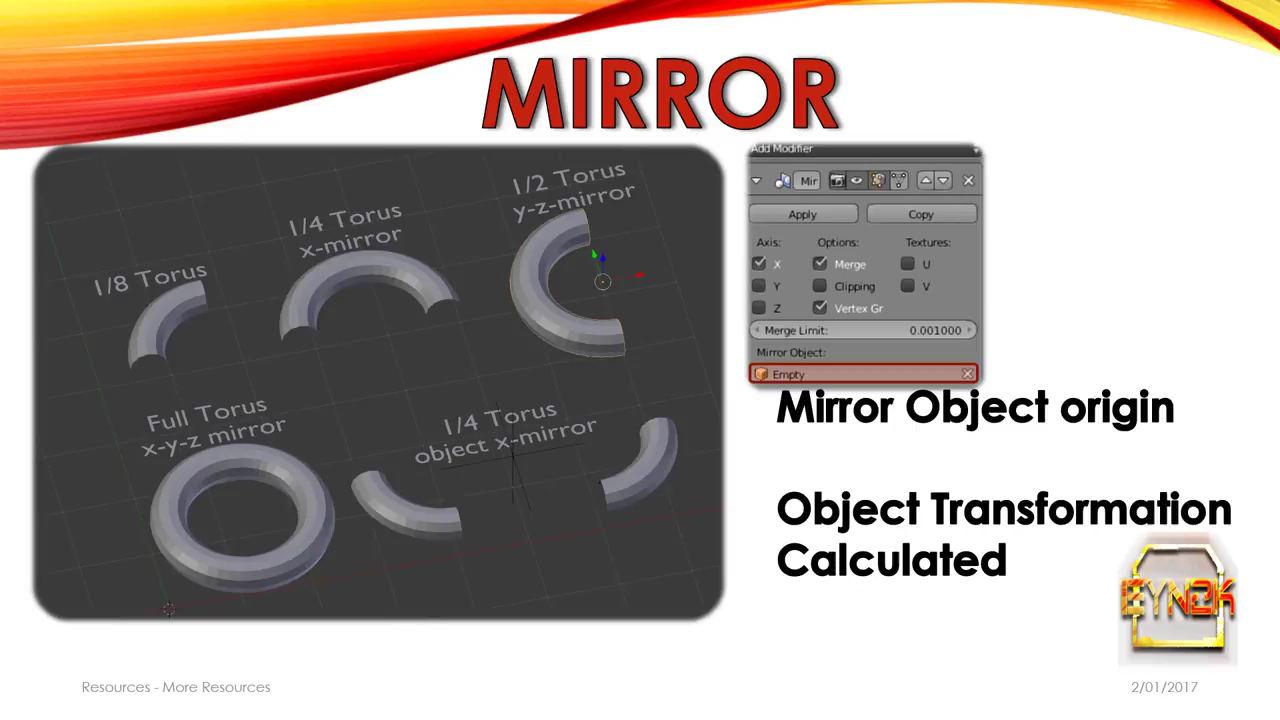 MIRROR
1/8 Torus
1/4 Torus
x-mirror
1/2 Torus
y-z-mirror
Full Torus
x-y-z mirror
1/4 Torus
object x-mirror
Add Modifier
Mir
Apply
Copy
Axis:
Options:
Textures:
X
Merge
U
Y
Clipping
V
Z
Vertex Gr
Merge Limit: 0.001000
Mirror Object:
Empty
Mirror Object origin
Object Transformation
Calculated
EYN2K
Resources - More Resources
2/01/2017